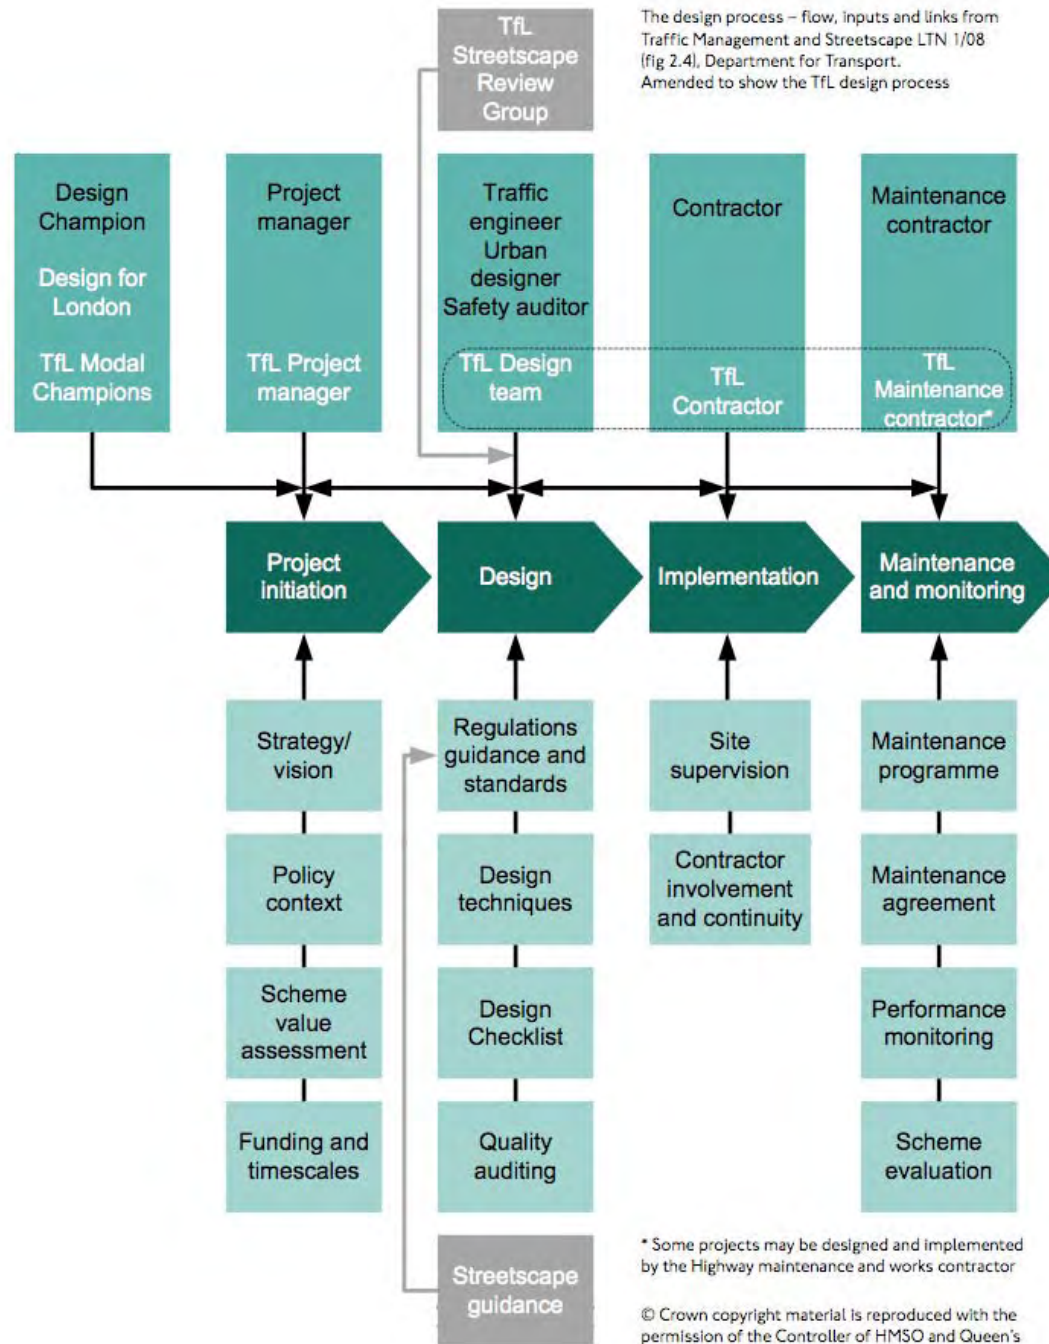 TfL
Streetscape
Review
Group
The design process – flow, inputs and links from
Traffic Management and Streetscape LTN 1/08
(fig 2.4), Department for Transport.
Amended to show the TfL design process
Design
Champion
Design for
London
TfL Modal
Champions
Project
manager
TfL Project
manager
Traffic
engineer
Urban
designer
Safety auditor
TfL Design
team
Contractor
TfL
Contractor
Maintenance
contractor
TfL
Maintenance
contractor*
Project
initiation
Design
Implementation
Maintenance
and monitoring
Strategy/
vision
Policy
context
Scheme
value
assessment
Funding and
timescales
Regulations
guidance and
standards
Design
techniques
Design
Checklist
Quality
auditing
Site
supervision
Contractor
involvement
and continuity
Maintenance
programme
Maintenance
agreement
Performance
monitoring
Scheme
evaluation
Streetscape
guidance
* Some projects may be designed and implemented
by the Highway maintenance and works contractor
© Crown copyright material is reproduced with the
permission of the Controller of HMSO and Queen's